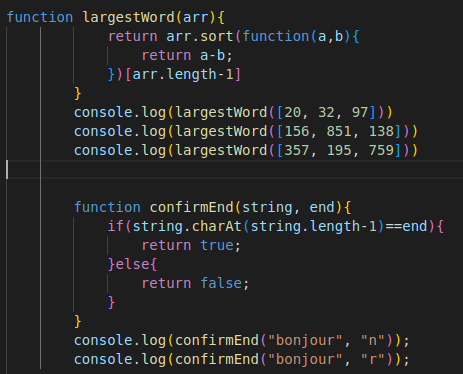 function largestWord(arr){
return arr.sort(function(a,b){
return a-b;
})[arr.length-1]
}
console.log(largestWord([20, 32, 97]))
console.log(largestWord([156, 851, 138]))
console.log(largestWord([357, 195, 759]))
function confirmEnd(string, end){
if(string.charAt(string.length-1)==end){
return true;
}else{
return false;
}
}
console.log(confirmEnd("bonjour", "n"));
console.log(confirmEnd("bonjour", "r"));